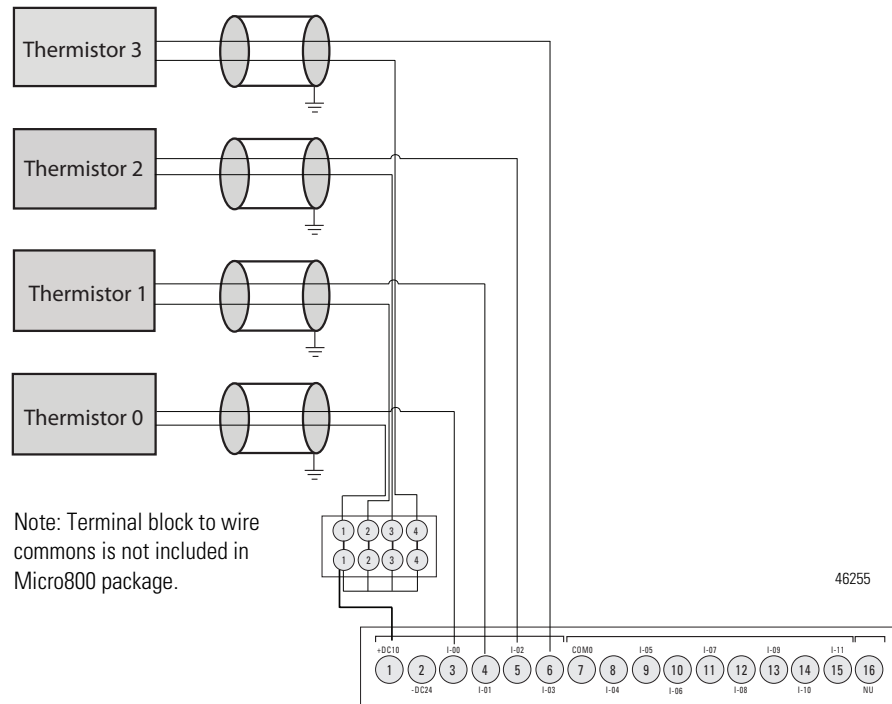 Thermistor 3
Thermistor 2
Thermistor 1
Thermistor 0
Note: Terminal block to wire
commons is not included in
Micro800 package.
1 2 3 4
1 2 3 4
46255
+DC10 I-00 I-02 COM0 I-05 I-07 I-09 I-11
1 2 3 4 5 6 7 8 9 10 11 12 13 14 15 16
-DC24 I-01 I-03 I-04 I-06 I-08 I-10 NU